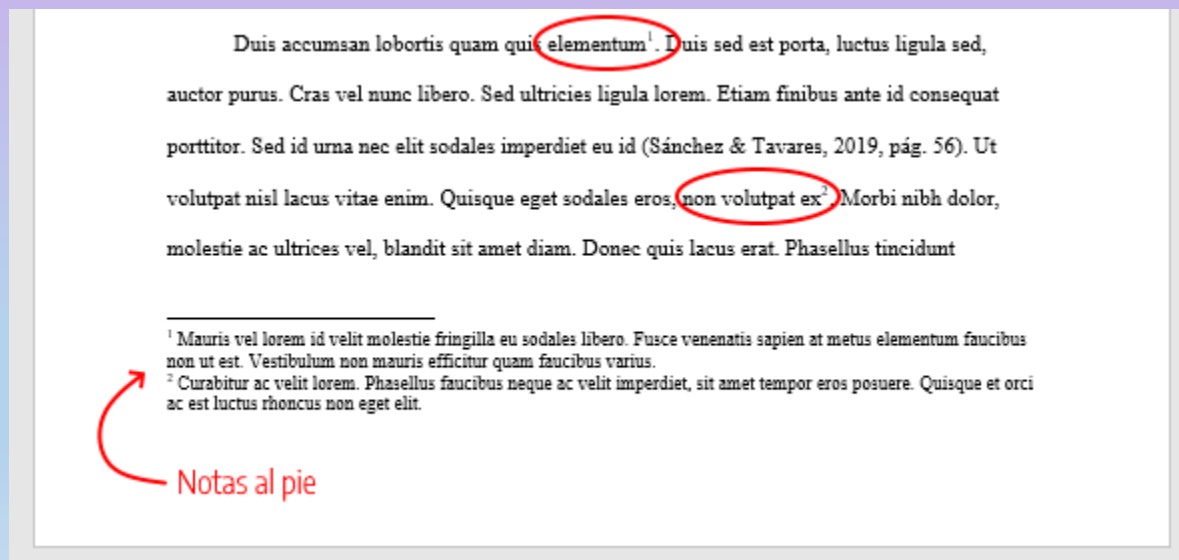 Duis accumsan lobortis quam quis elementum¹. Duis sed est porta, luctus ligula sed,
auctor purus. Cras vel nunc libero. Sed ultricies ligula lorem. Etiam finibus ante id consequat
porttitor. Sed id urna nec elit sodales imperdiet eu id (Sánchez & Tavares, 2019, pág. 56). Ut
volutpat nisl lacus vitae enim. Quisque eget sodales eros, non volutpat ex². Morbi nibh dolor,
molestie ac ultrices vel, blandit sit amet diam. Donec quis lacus erat. Phasellus tincidunt
¹ Mauris vel lorem id velit molestie fringilla eu sodales libero. Fusce venenatis sapien at metus elementum faucibus
non ut est. Vestibulum non mauris efficitur quam faucibus varius.
² Curabitur ac velit lorem. Phasellus faucibus neque ac velit imperdiet, sit amet tempor eros posuere. Quisque et orci
ac est luctus rhoncus non eget elit.
Notas al pie